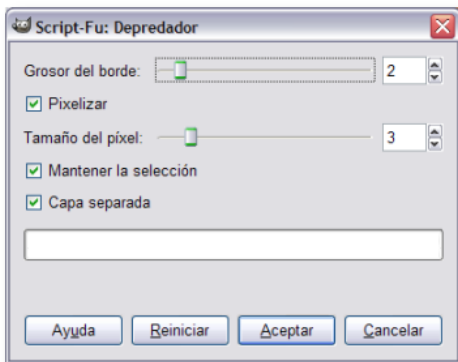 Script-Fu: Depredador
Grosor del borde: 2
Pixelizar
Tamaño del píxel: 3
Mantener la selección
Capa separada
Ayuda Reiniciar Aceptar Cancelar